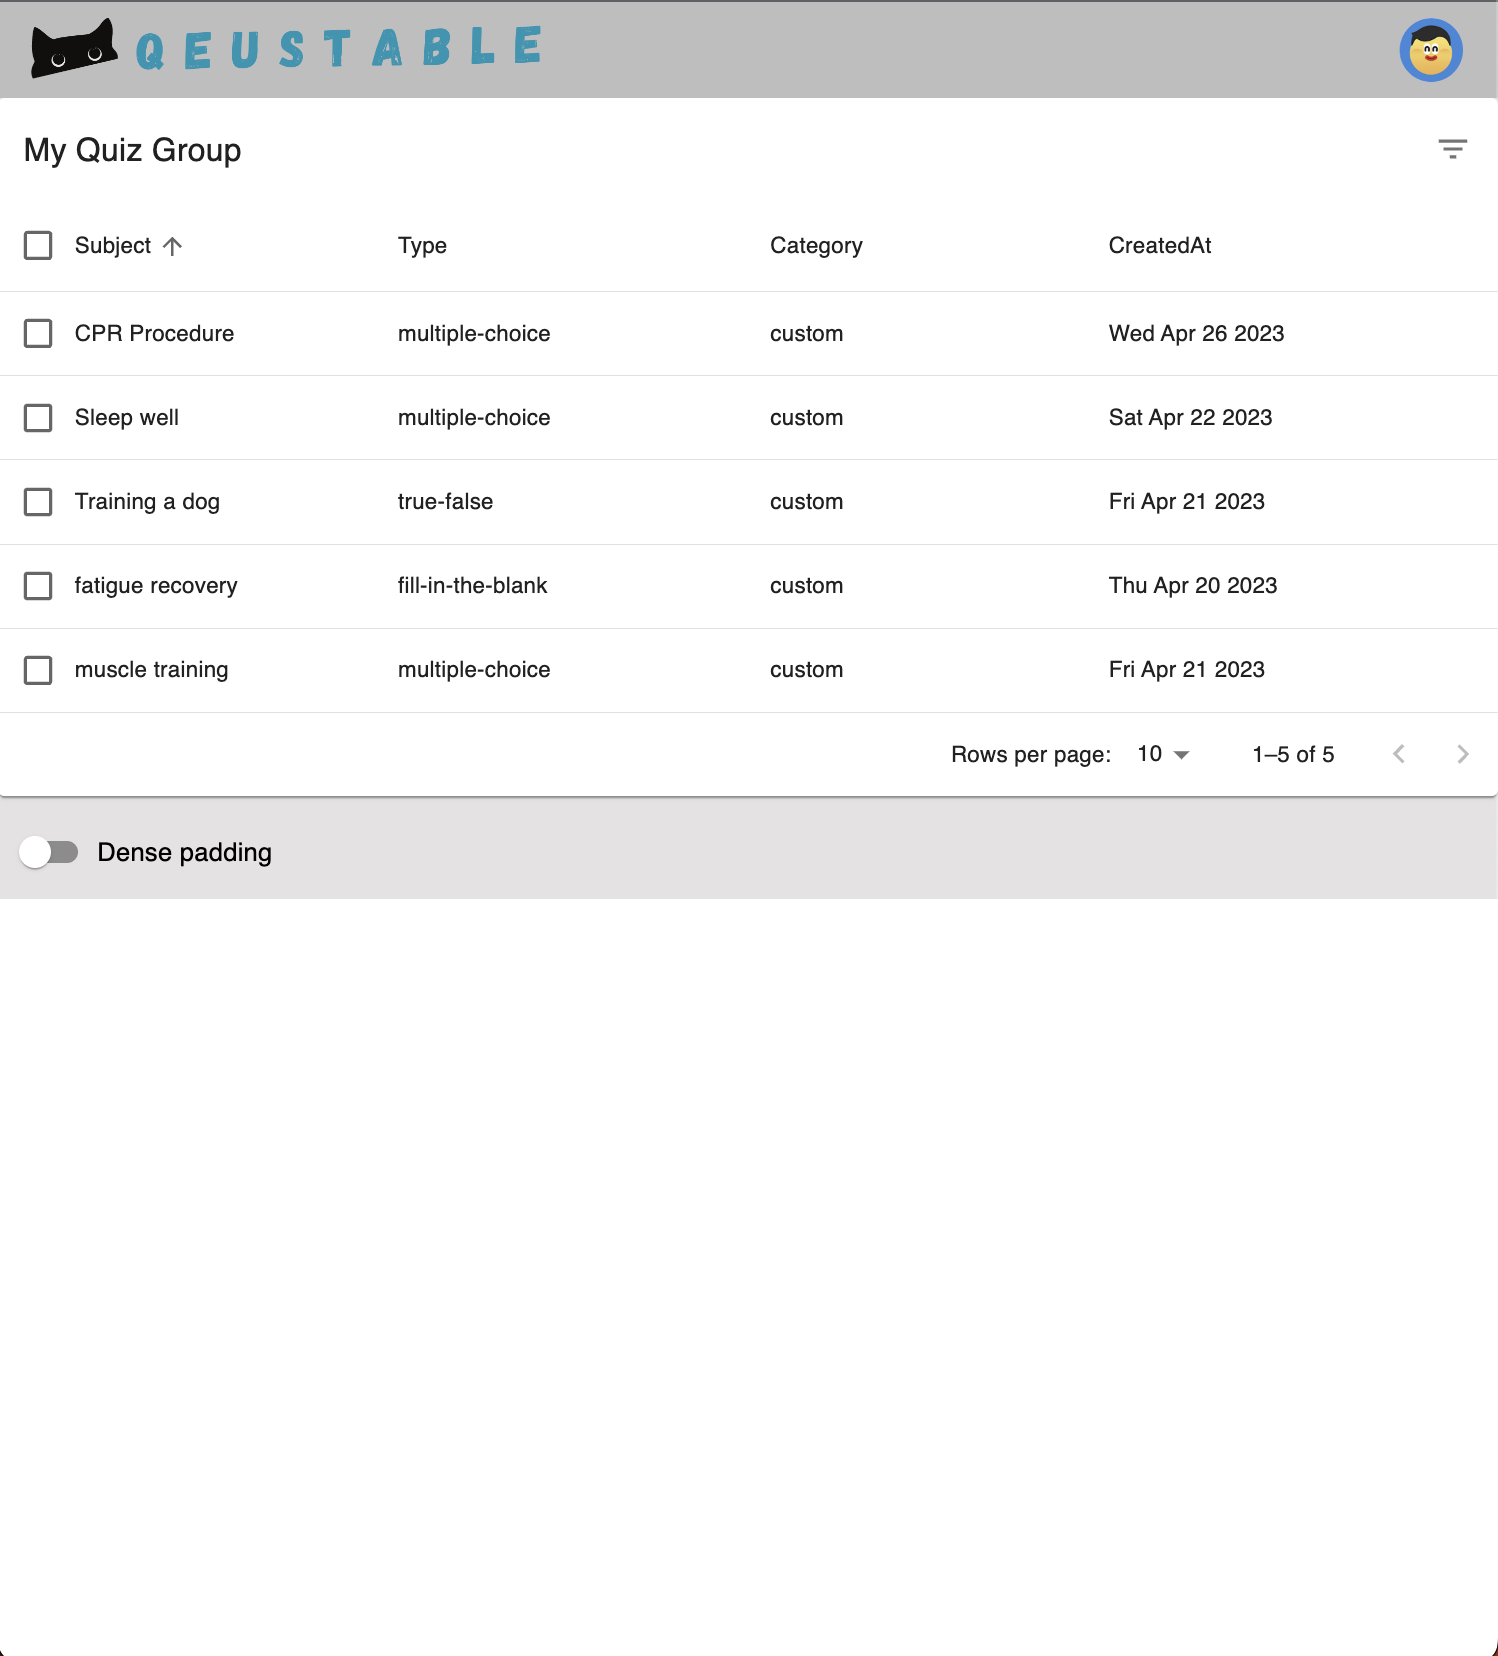 QEUSTABLE
My Quiz Group
Subject Type Category CreatedAt
CPR Procedure multiple-choice custom Wed Apr 26 2023
Sleep well multiple-choice custom Sat Apr 22 2023
Training a dog true-false custom Fri Apr 21 2023
fatigue recovery fill-in-the-blank custom Thu Apr 20 2023
muscle training multiple-choice custom Fri Apr 21 2023
Rows per page: 10 1–5 of 5
Dense padding